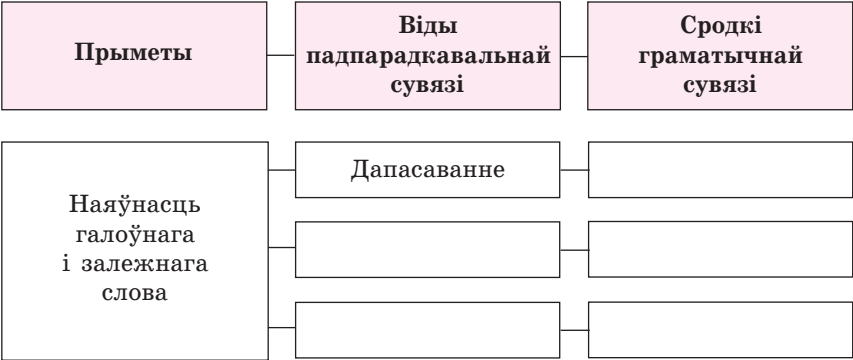 Прыметы
Віды
падпарадкавальнай
сувязі
Сродкі
граматычнай
сувязі
Наяўнасць
галоўнага
і залежнага
слова
Дапасаванне